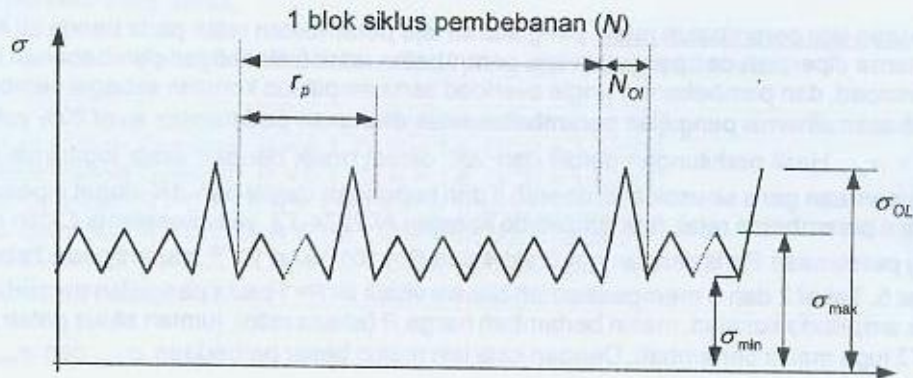 1 blok siklus pembebanan (N)
σ
r_p
N_Ol
σ_OL
σ_max
σ_min